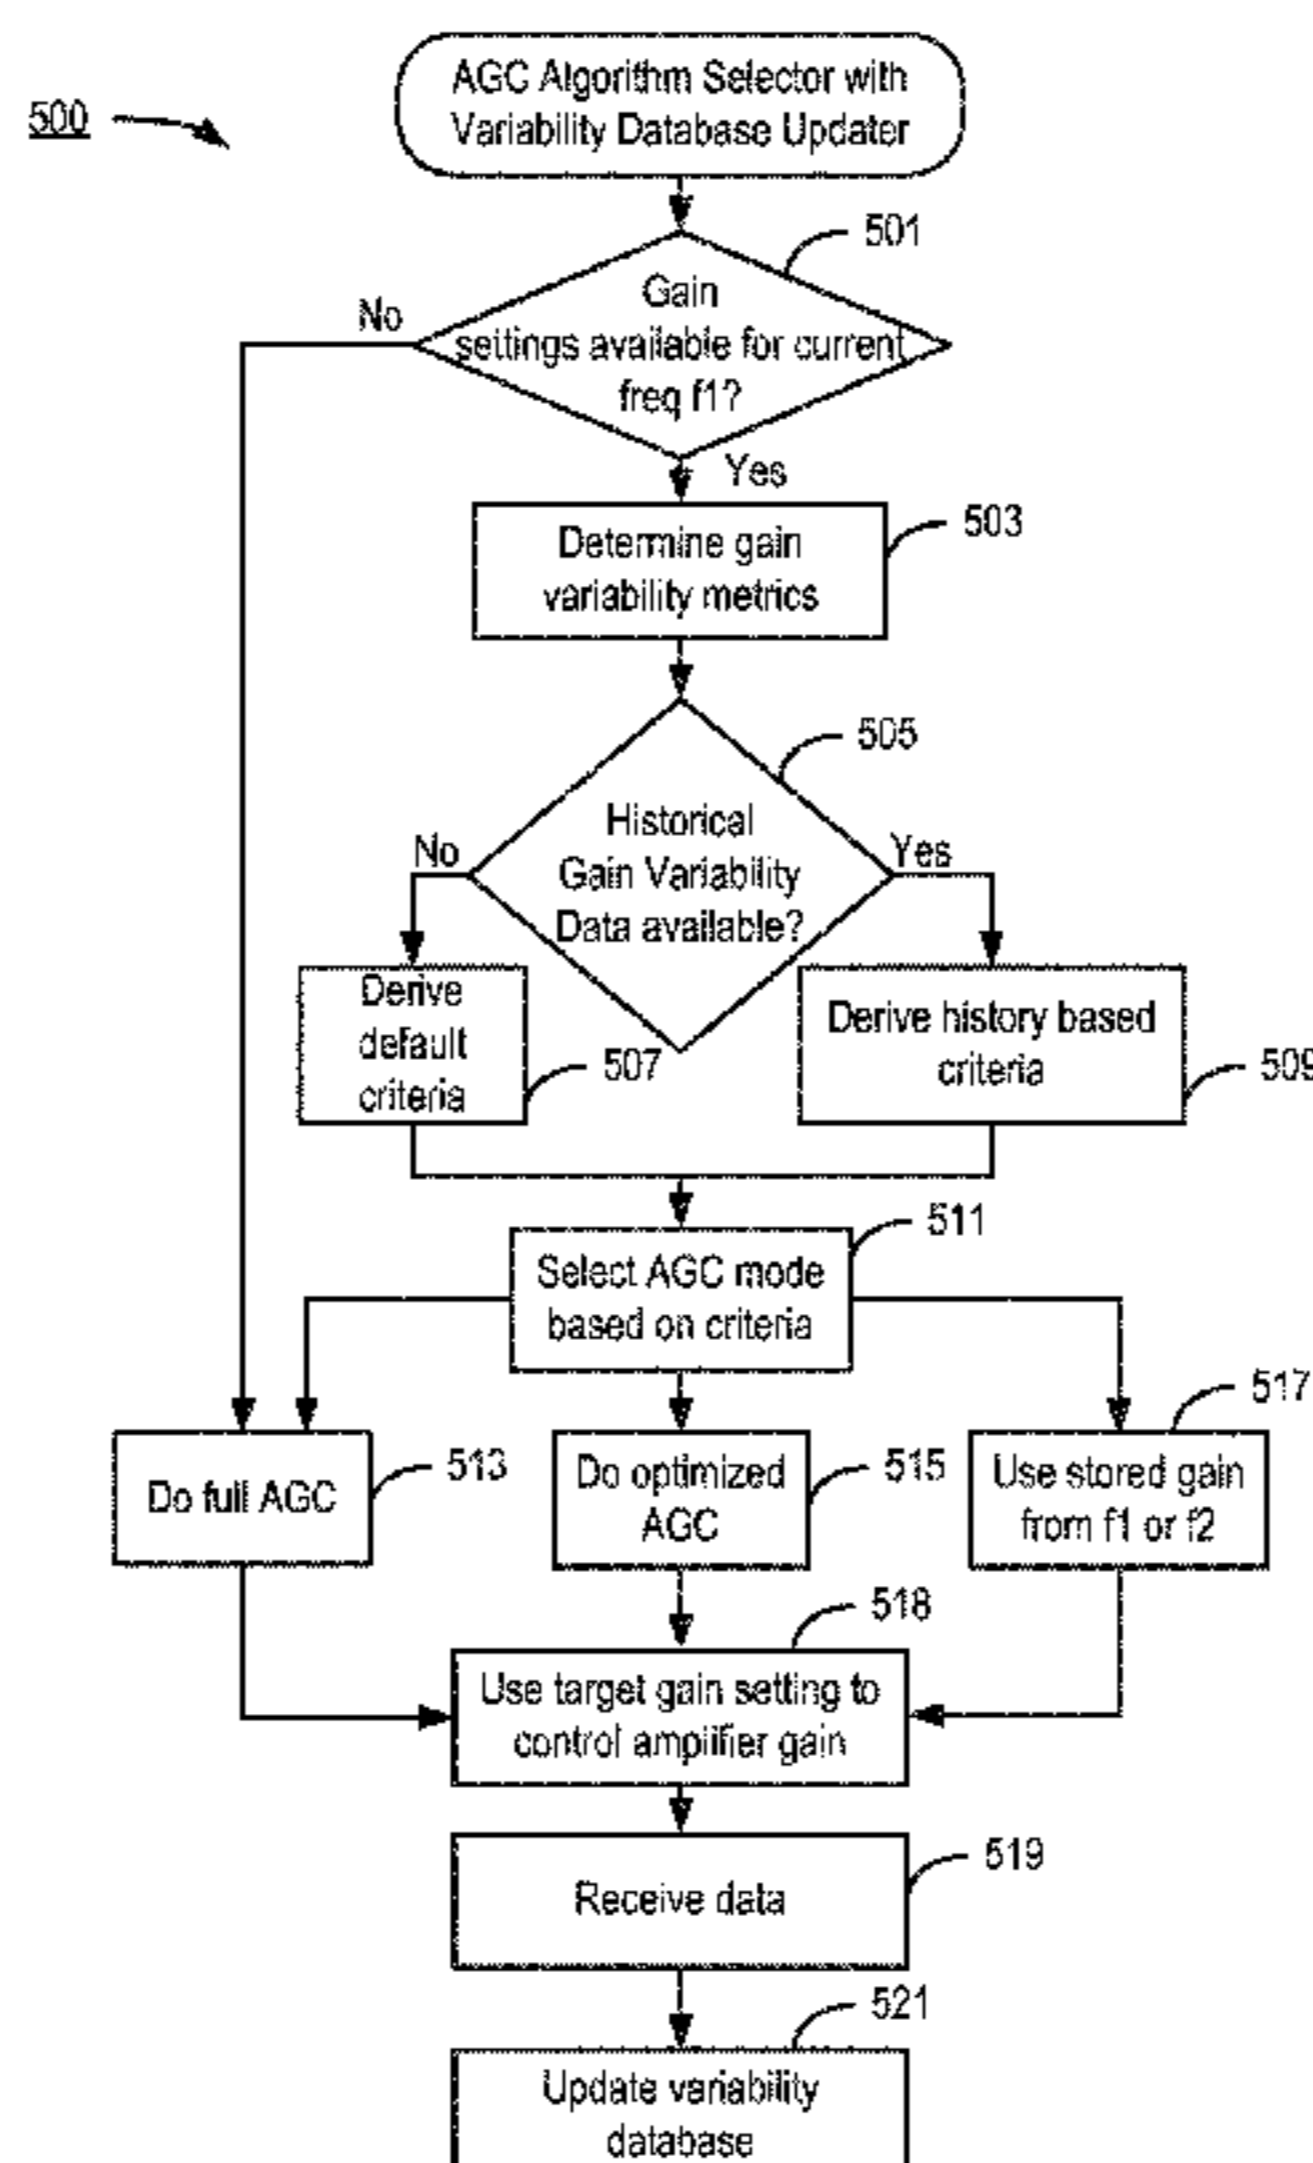 500
AGC Algorithm Selector with
Variability Database Updater
501
Gain
settings available for current
freq f1?
No
Yes
503
Determine gain
variability metrics
505
Historical
Gain Variability
Data available?
No
Yes
Derive
default
criteria
507
Derive history based
criteria
509
511
Select AGC mode
based on criteria
Do full AGC
513
Do optimized
AGC
515
517
Use stored gain
from f1 or f2
518
Use target gain setting to
control amplifier gain
519
Receive data
521
Update variability
database